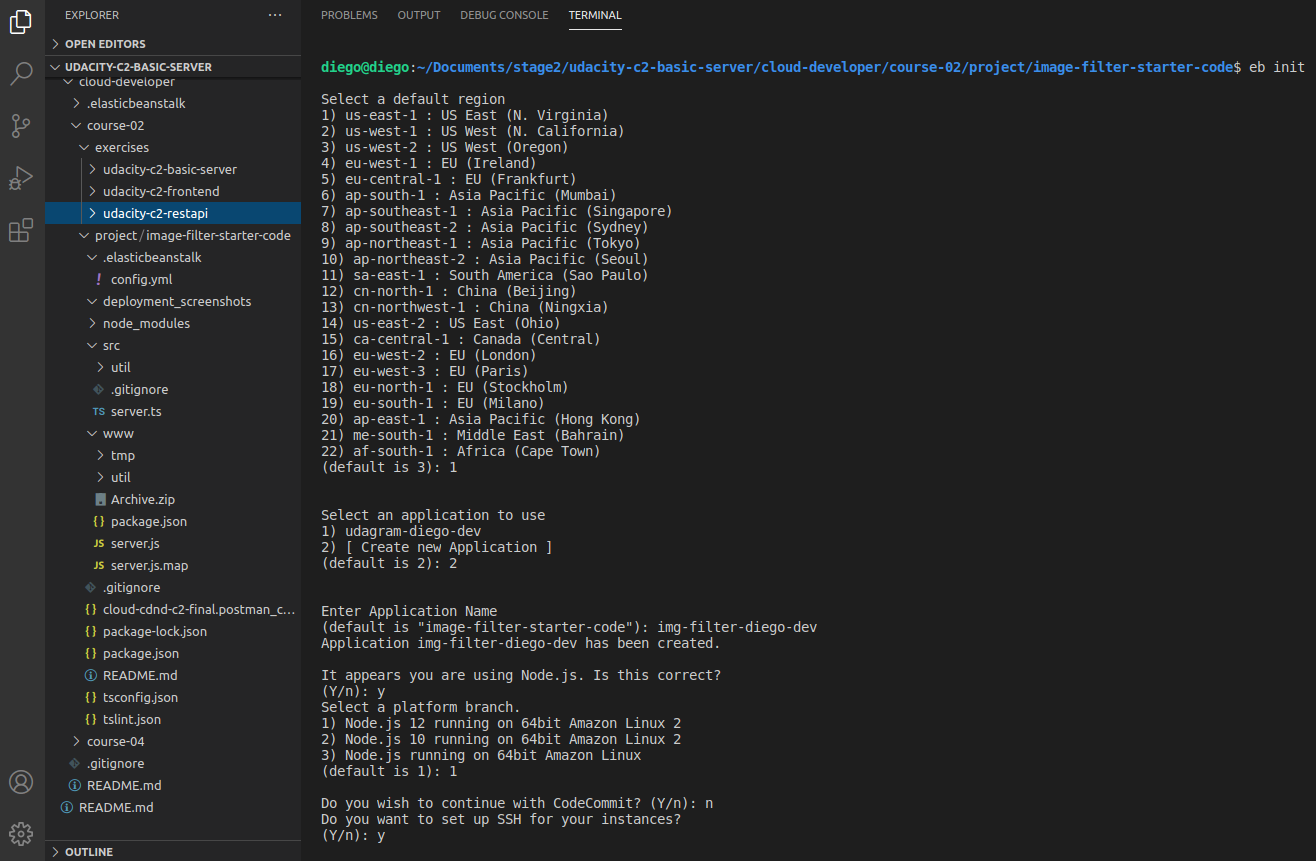 EXPLORER
OPEN EDITORS
UDACITY-C2-BASIC-SERVER
cloud-developer
.elasticbeanstalk
course-02
exercises
udacity-c2-basic-server
udacity-c2-frontend
udacity-c2-restapi
project/image-filter-starter-code
.elasticbeanstalk
! config.yml
deployment_screenshots
node_modules
src
util
.gitignore
TS server.ts
www
tmp
util
Archive.zip
{} package.json
JS server.js
JS server.js.map
.gitignore
{} cloud-cdnd-c2-final.postman_c...
{} package-lock.json
{} package.json
README.md
{} tsconfig.json
{} tslint.json
course-04
.gitignore
README.md
README.md
OUTLINE
PROBLEMS OUTPUT DEBUG CONSOLE TERMINAL
diego@diego:~/Documents/stage2/udacity-c2-basic-server/cloud-developer/course-02/project/image-filter-starter-code$ eb init
Select a default region
1) us-east-1 : US East (N. Virginia)
2) us-west-1 : US West (N. California)
3) us-west-2 : US West (Oregon)
4) eu-west-1 : EU (Ireland)
5) eu-central-1 : EU (Frankfurt)
6) ap-south-1 : Asia Pacific (Mumbai)
7) ap-southeast-1 : Asia Pacific (Singapore)
8) ap-southeast-2 : Asia Pacific (Sydney)
9) ap-northeast-1 : Asia Pacific (Tokyo)
10) ap-northeast-2 : Asia Pacific (Seoul)
11) sa-east-1 : South America (Sao Paulo)
12) cn-north-1 : China (Beijing)
13) cn-northwest-1 : China (Ningxia)
14) us-east-2 : US East (Ohio)
15) ca-central-1 : Canada (Central)
16) eu-west-2 : EU (London)
17) eu-west-3 : EU (Paris)
18) eu-north-1 : EU (Stockholm)
19) eu-south-1 : EU (Milano)
20) ap-east-1 : Asia Pacific (Hong Kong)
21) me-south-1 : Middle East (Bahrain)
22) af-south-1 : Africa (Cape Town)
(default is 3): 1
Select an application to use
1) udagram-diego-dev
2) [ Create new Application ]
(default is 2): 2
Enter Application Name
(default is "image-filter-starter-code"): img-filter-diego-dev
Application img-filter-diego-dev has been created.
It appears you are using Node.js. Is this correct?
(Y/n): y
Select a platform branch.
1) Node.js 12 running on 64bit Amazon Linux 2
2) Node.js 10 running on 64bit Amazon Linux 2
3) Node.js running on 64bit Amazon Linux
(default is 1): 1
Do you wish to continue with CodeCommit? (Y/n): n
Do you want to set up SSH for your instances?
(Y/n): y